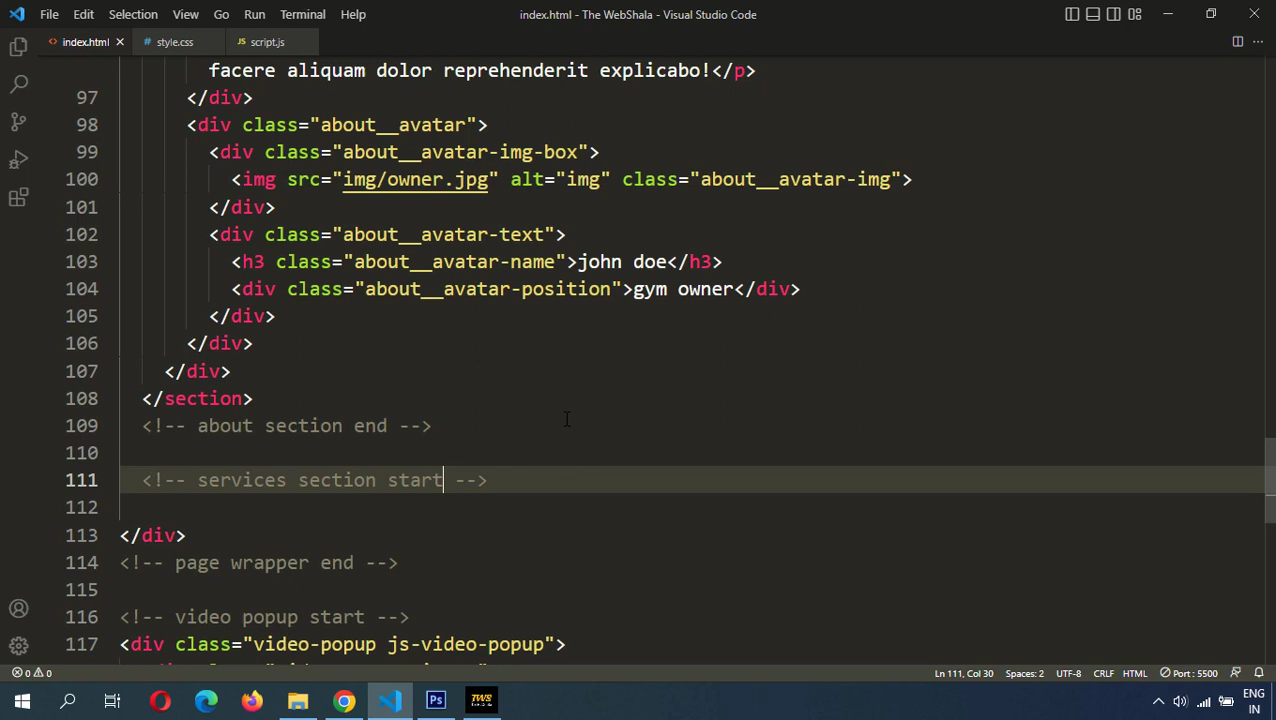 File Edit Selection View Go Run Terminal Help index.html - The WebShala - Visual Studio Code
index.html style.css JS script.js
facere aliquam dolor reprehenderit explicabo!</p>
97 </div>
98 <div class="about__avatar">
99 <div class="about__avatar-img-box">
100 <img src="img/owner.jpg" alt="img" class="about__avatar-img">
101 </div>
102 <div class="about__avatar-text">
103 <h3 class="about__avatar-name">john doe</h3>
104 <div class="about__avatar-position">gym owner</div>
105 </div>
106 </div>
107 </div>
108 </section>
109 <!-- about section end -->
110
111 <!-- services section start -->
112
113 </div>
114 <!-- page wrapper end -->
115
116 <!-- video popup start -->
117 <div class="video-popup js-video-popup">
0 0 Ln 111, Col 30 Spaces: 2 UTF-8 CRLF HTML Port : 5500
Ps TWS ENG
IN